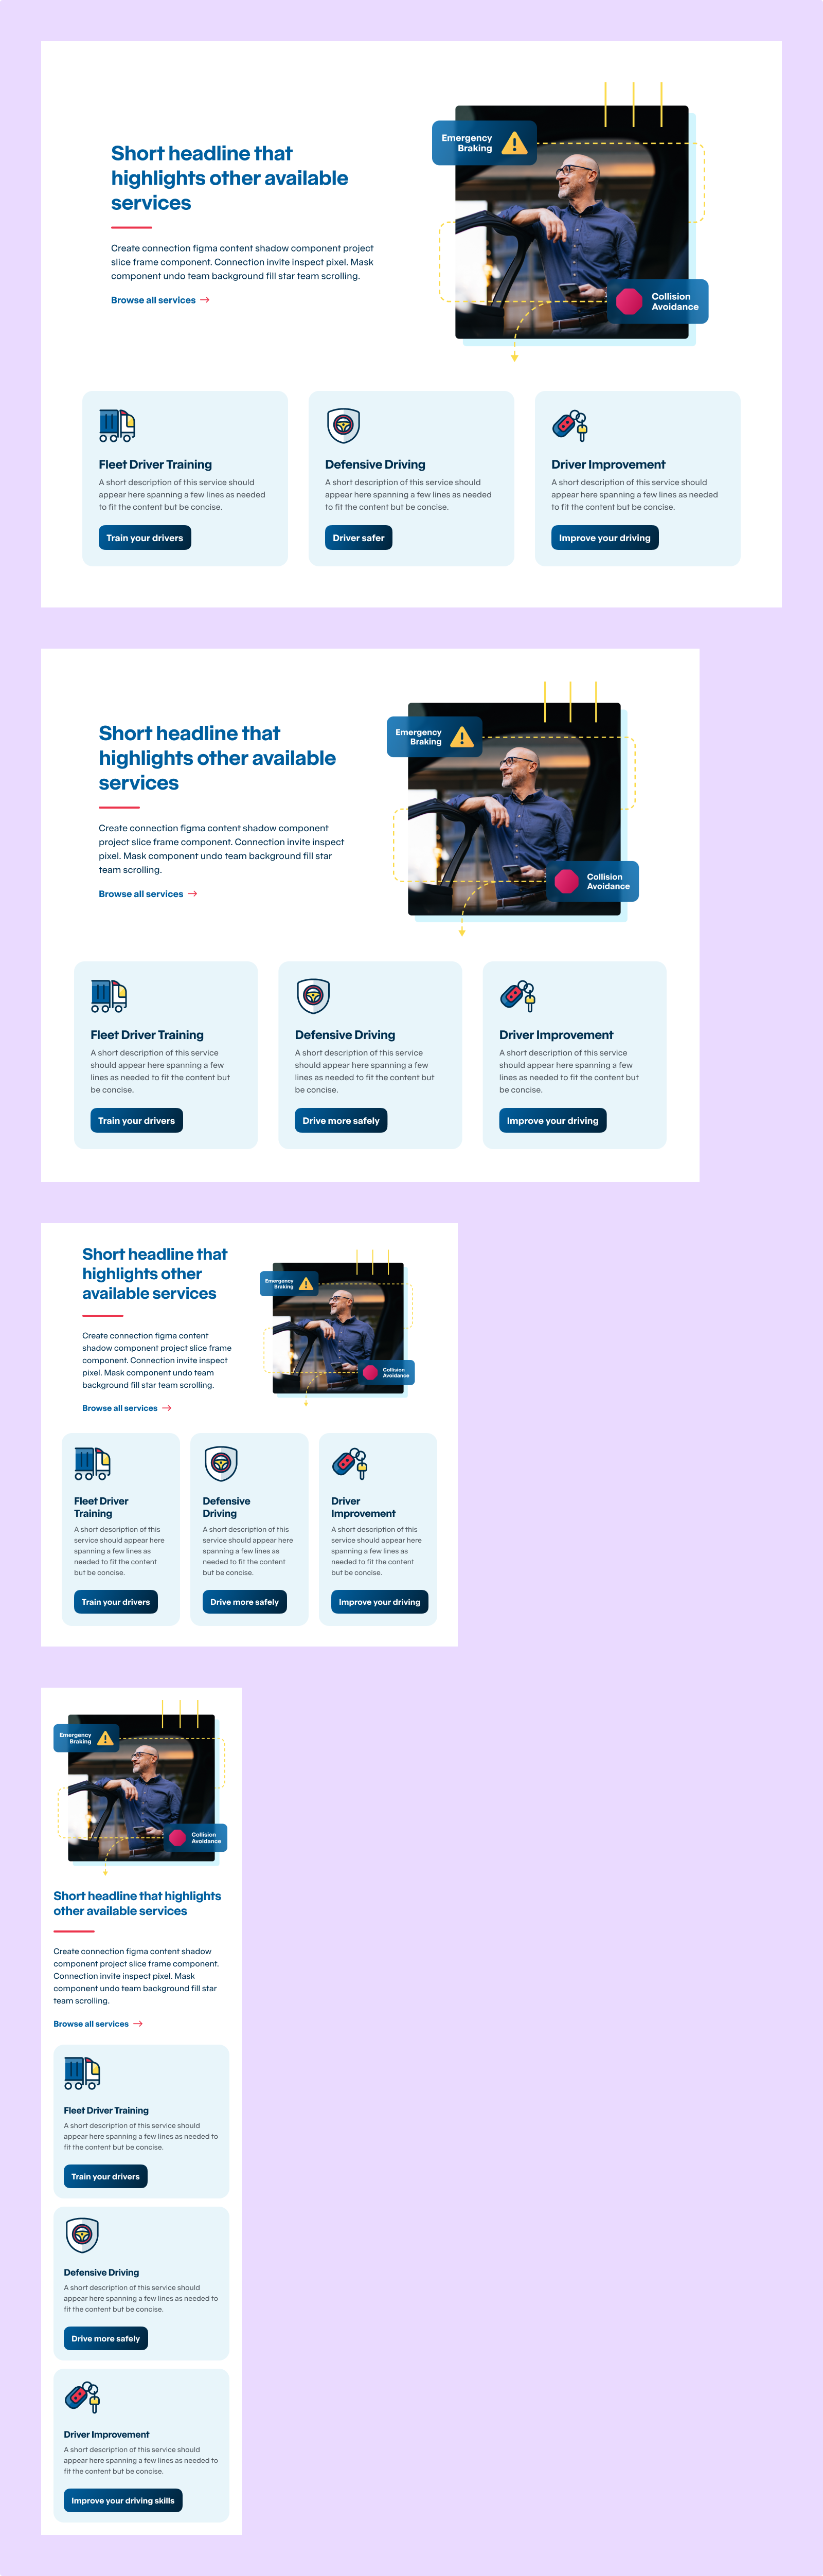 Short headline that
highlights other available
services
Create connection figma content shadow component project
slice frame component. Connection invite inspect pixel. Mask
component undo team background fill star team scrolling.
Browse all services
Emergency
Braking
Collision
Avoidance
Fleet Driver Training
A short description of this service should
appear here spanning a few lines as needed
to fit the content but be concise.
Train your drivers
Defensive Driving
A short description of this service should
appear here spanning a few lines as needed
to fit the content but be concise.
Driver safer
Driver Improvement
A short description of this service should
appear here spanning a few lines as needed
to fit the content but be concise.
Improve your driving
Short headline that
highlights other available
services
Create connection figma content shadow component
project slice frame component. Connection invite inspect
pixel. Mask component undo team background fill star
team scrolling.
Browse all services
Emergency
Braking
Collision
Avoidance
Fleet Driver Training
A short description of this service
should appear here spanning a few
lines as needed to fit the content but
be concise.
Train your drivers
Defensive Driving
A short description of this service
should appear here spanning a few
lines as needed to fit the content but
be concise.
Drive more safely
Driver Improvement
A short description of this service
should appear here spanning a few
lines as needed to fit the content but
be concise.
Improve your driving
Short headline that
highlights other
available services
Create connection figma content
shadow component project slice frame
component. Connection invite inspect
pixel. Mask component undo team
background fill star team scrolling.
Browse all services
Emergency
Braking
Collision
Avoidance
Fleet Driver
Training
A short description of this
service should appear here
spanning a few lines as
needed to fit the content
but be concise.
Train your drivers
Defensive
Driving
A short description of this
service should appear here
spanning a few lines as
needed to fit the content
but be concise.
Drive more safely
Driver
Improvement
A short description of this
service should appear here
spanning a few lines as
needed to fit the content
but be concise.
Improve your driving
Emergency
Braking
Collision
Avoidance
Short headline that highlights
other available services
Create connection figma content shadow
component project slice frame component.
Connection invite inspect pixel. Mask
component undo team background fill star
team scrolling.
Browse all services
Fleet Driver Training
A short description of this service should
appear here spanning a few lines as needed to
fit the content but be concise.
Train your drivers
Defensive Driving
A short description of this service should
appear here spanning a few lines as needed to
fit the content but be concise.
Drive more safely
Driver Improvement
A short description of this service should
appear here spanning a few lines as needed to
fit the content but be concise.
Improve your driving skills